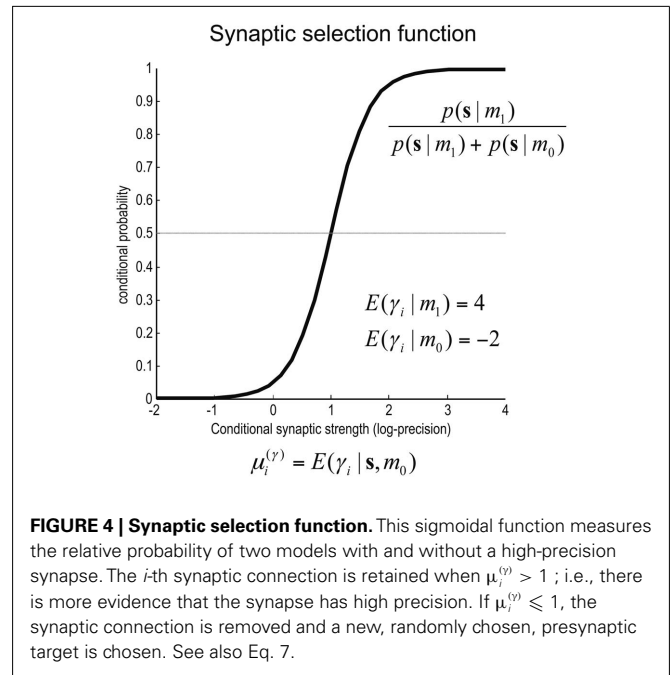 Synaptic selection function
1
0.9
0.8
0.7
0.6
0.5
0.4
0.3
0.2
0.1
0
conditional probability
p(s | m₁)
p(s | m₁) + p(s | m₀)
E(γᵢ | m₁) = 4
E(γᵢ | m₀) = −2
-2 -1 0 1 2 3 4
Conditional synaptic strength (log-precision)
μᵢ⁽ᵞ⁾ = E(γᵢ | s, m₀)
FIGURE 4 | Synaptic selection function. This sigmoidal function measures
the relative probability of two models with and without a high-precision
synapse. The i-th synaptic connection is retained when μᵢ⁽ᵞ⁾ > 1 ; i.e., there
is more evidence that the synapse has high precision. If μᵢ⁽ᵞ⁾ ⩽ 1, the
synaptic connection is removed and a new, randomly chosen, presynaptic
target is chosen. See also Eq. 7.